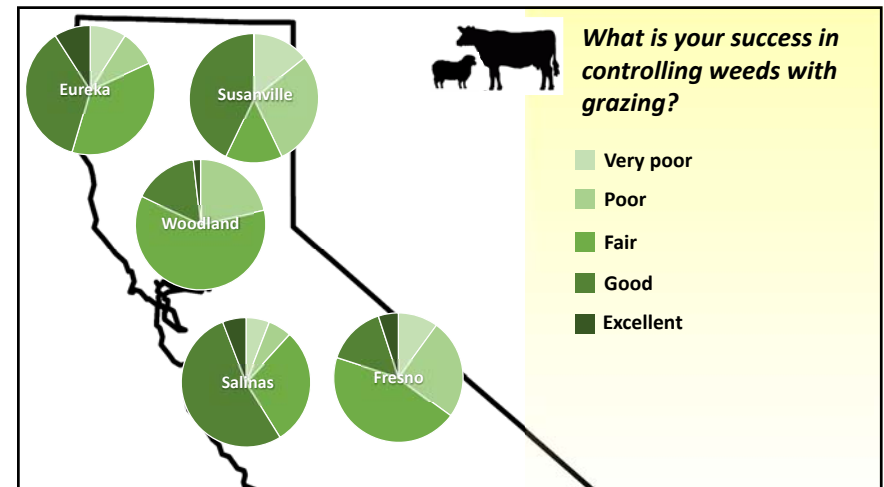 What is your success in
controlling weeds with
grazing?
Eureka
Susanville
Woodland
Salinas
Fresno
Very poor
Poor
Fair
Good
Excellent